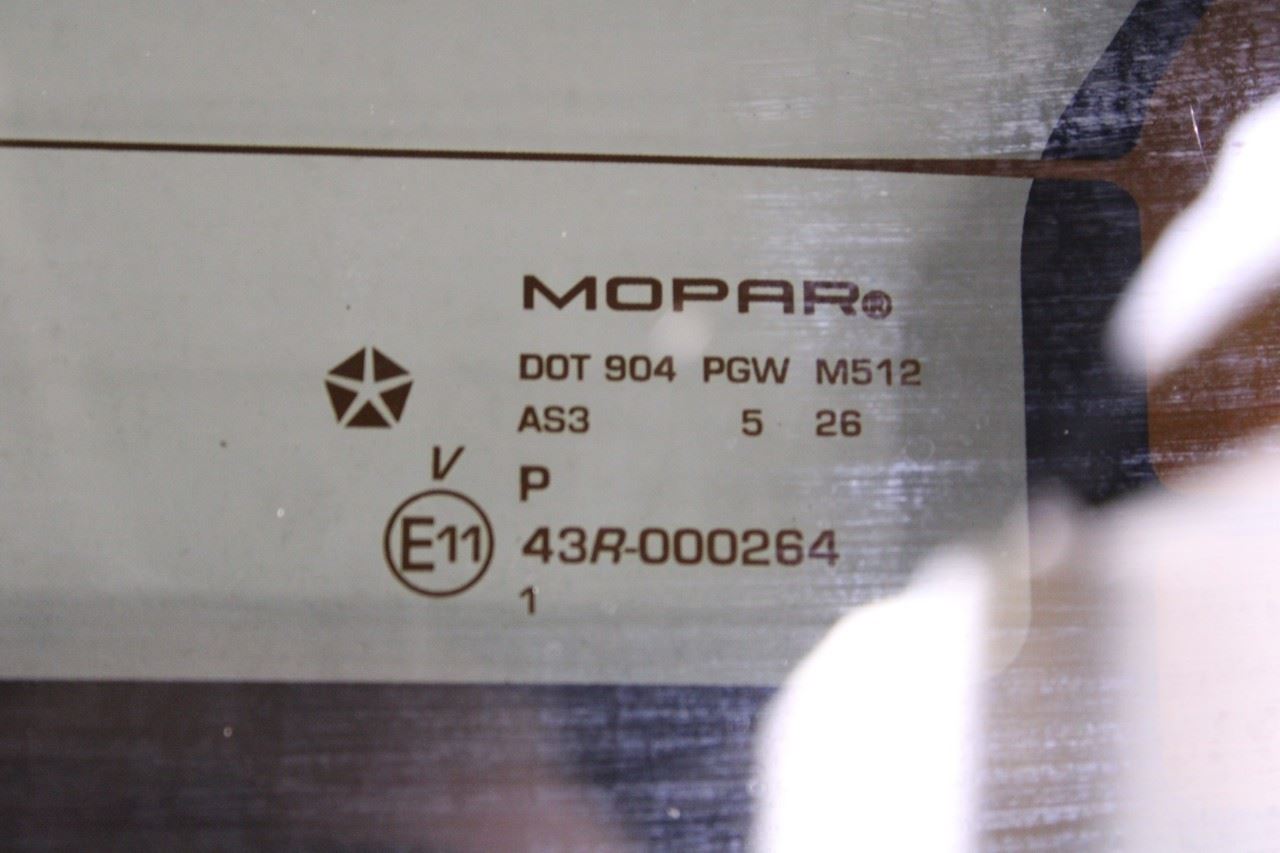 MOPAR®
DOT 904 PGW M512
AS3 5 26
V P
E11 43R-000264
1